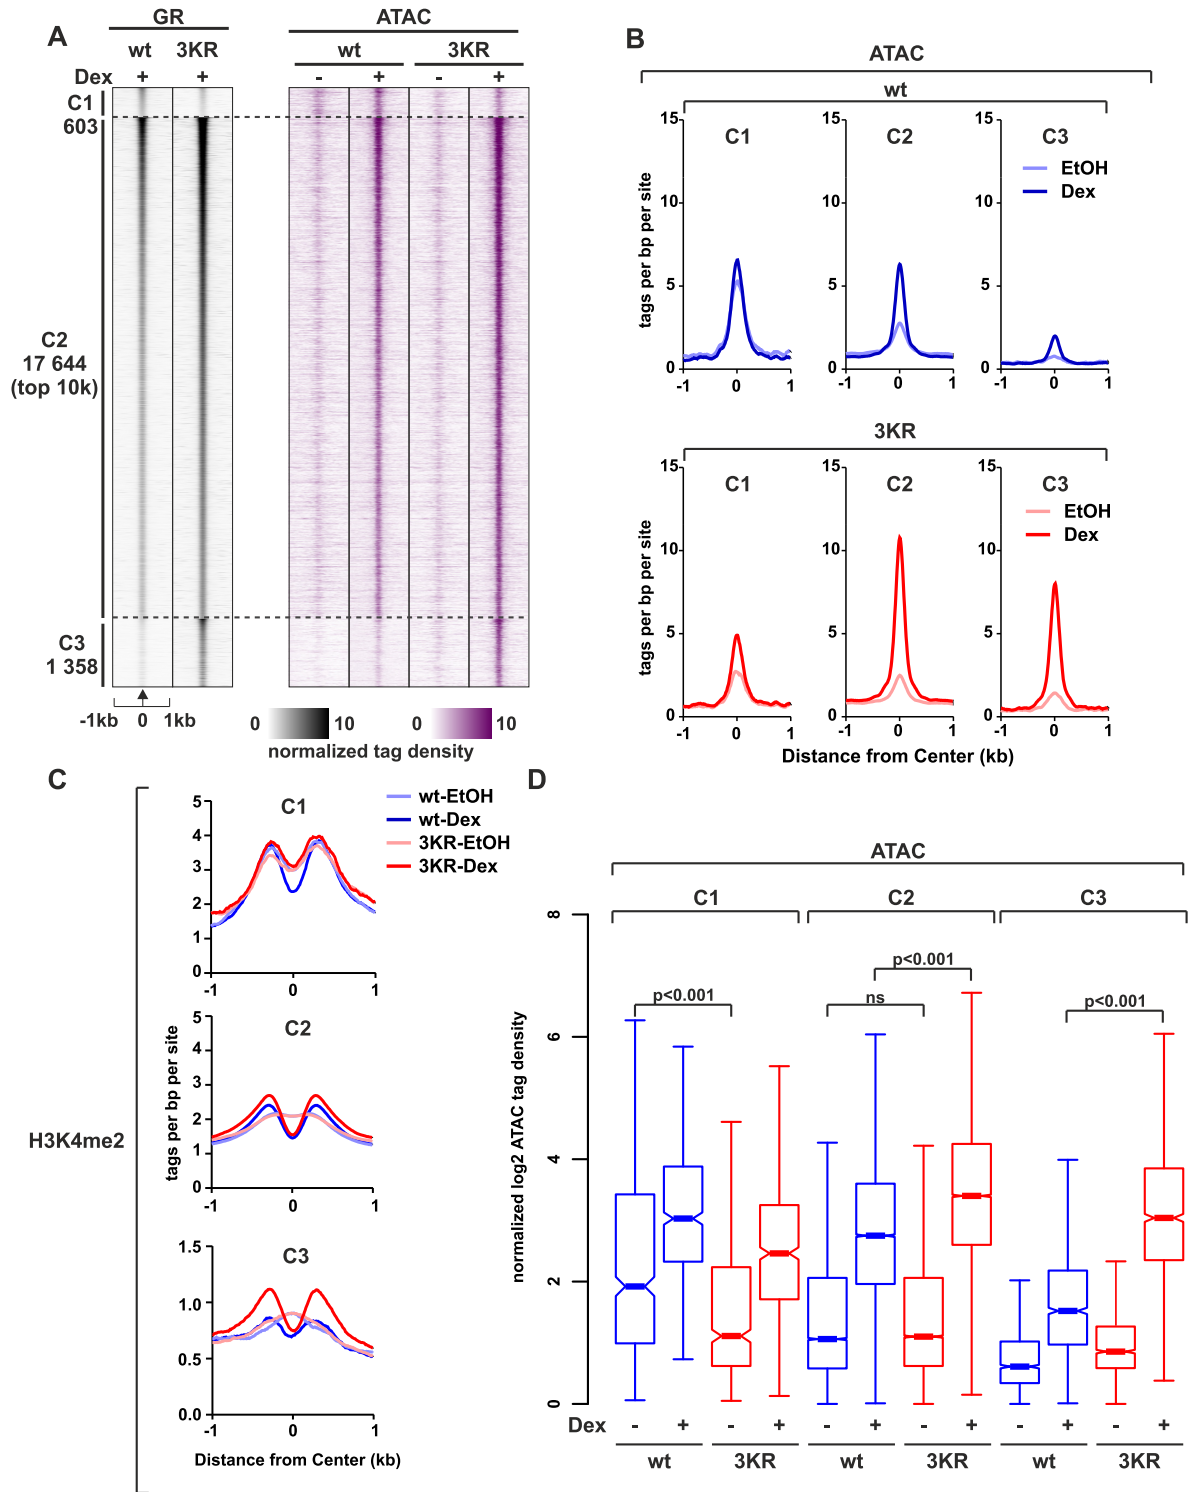 A
GR
ATAC
wt 3KR
wt 3KR
Dex + + - + - +
C1
603
C2
17 644
(top 10k)
C3
1 358
-1kb 0 1kb
0 10
0 10
normalized tag density
B
ATAC
wt
C1 C2 C3
EtOH
Dex
tags per bp per site
15 10 5 0
15 10 5 0
15 10 5 0
-1 0 1
-1 0 1
-1 0 1
3KR
C1 C2 C3
EtOH
Dex
tags per bp per site
15 10 5 0
15 10 5 0
15 10 5 0
-1 0 1
-1 0 1
-1 0 1
Distance from Center (kb)
C
H3K4me2
wt-EtOH
wt-Dex
3KR-EtOH
3KR-Dex
C1
5 4 3 2 1 0
-1 0 1
C2
tags per bp per site
5 4 3 2 1 0
-1 0 1
C3
1.5 1.0 0.5 0.0
-1 0 1
Distance from Center (kb)
D
ATAC
C1 C2 C3
normalized log2 ATAC tag density
8 6 4 2 0
p<0.001
ns
p<0.001
p<0.001
Dex - + - + - + - + - + - +
wt 3KR wt 3KR wt 3KR